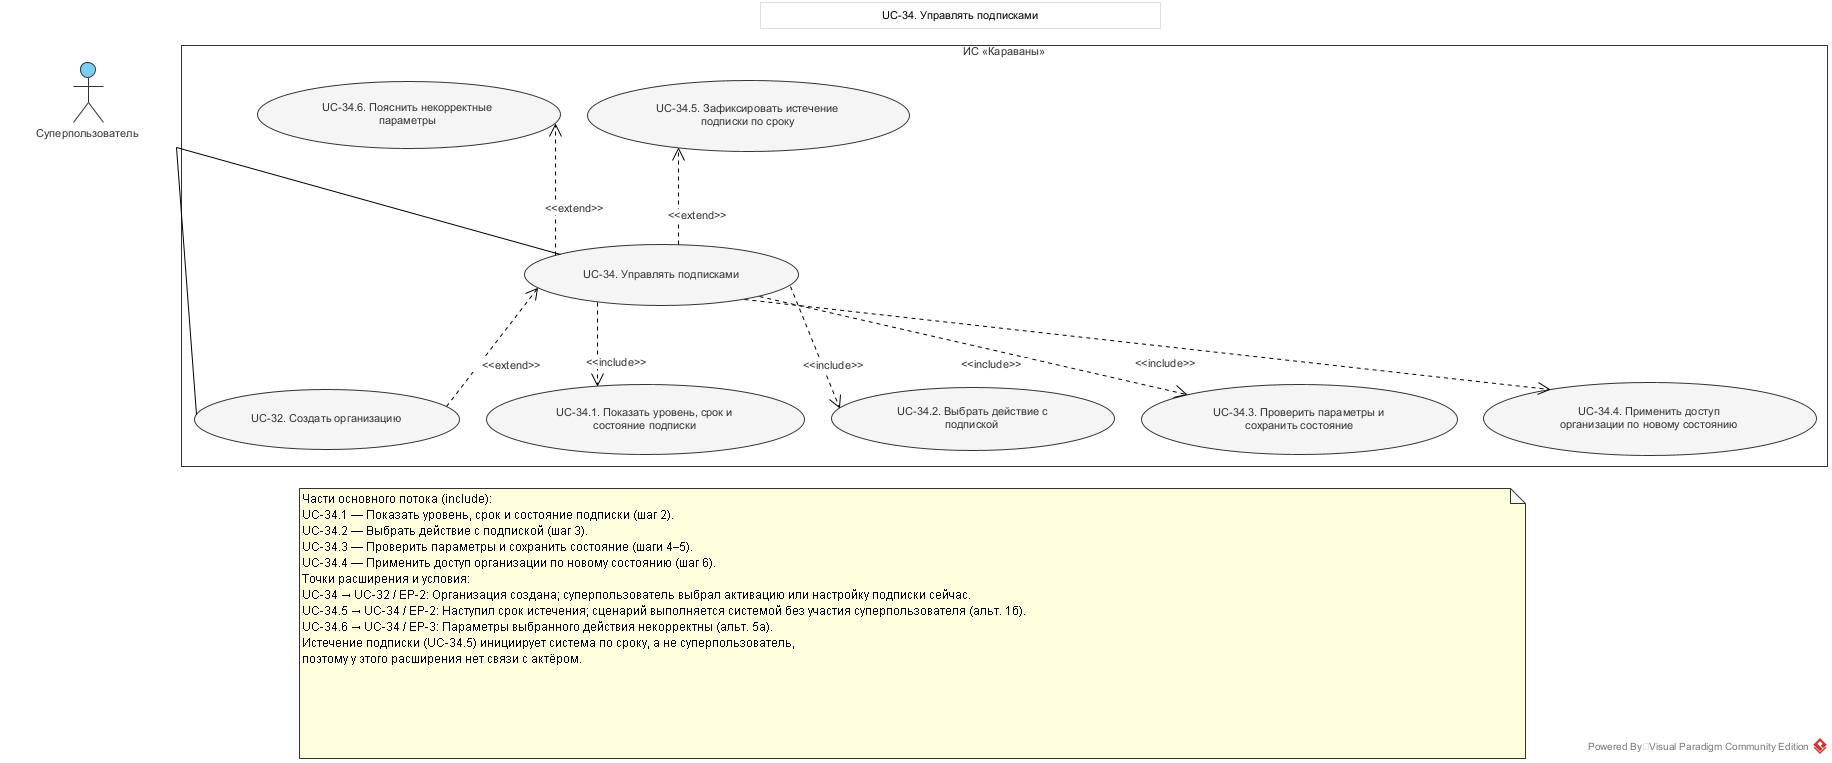 UC-34. Управлять подписками
ИС «Караваны»
Суперпользователь
UC-34.6. Пояснить некорректные
параметры
UC-34.5. Зафиксировать истечение
подписки по сроку
<<extend>>
<<extend>>
UC-34. Управлять подписками
<<extend>>
<<include>>
<<include>>
<<include>>
<<include>>
UC-32. Создать организацию
UC-34.1. Показать уровень, срок и
состояние подписки
UC-34.2. Выбрать действие с
подпиской
UC-34.3. Проверить параметры и
сохранить состояние
UC-34.4. Применить доступ
организации по новому состоянию
Части основного потока (include):
UC-34.1 — Показать уровень, срок и состояние подписки (шаг 2).
UC-34.2 — Выбрать действие с подпиской (шаг 3).
UC-34.3 — Проверить параметры и сохранить состояние (шаги 4–5).
UC-34.4 — Применить доступ организации по новому состоянию (шаг 6).
Точки расширения и условия:
UC-34 → UC-32 / EP-2: Организация создана; суперпользователь выбрал активацию или настройку подписки сейчас.
UC-34.5 → UC-34 / EP-2: Наступил срок истечения; сценарий выполняется системой без участия суперпользователя (альт. 1б).
UC-34.6 → UC-34 / EP-3: Параметры выбранного действия некорректны (альт. 5а).
Истечение подписки (UC-34.5) инициирует система по сроку, а не суперпользователь,
поэтому у этого расширения нет связи с актёром.
Powered By Visual Paradigm Community Edition